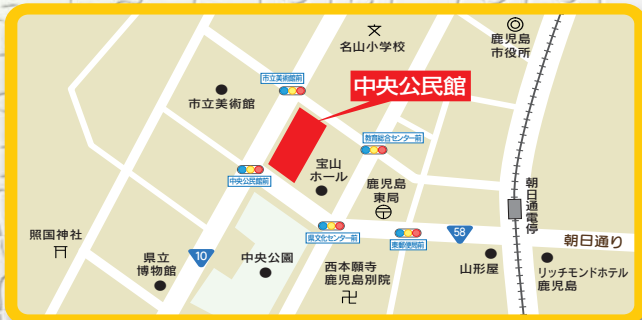 名山小学校
鹿児島
市役所
市立美術館前
中央公民館
市立美術館
教育総合センター前
中央公民館前
宝山
ホール
鹿児島
東局
朝日通電停
照国神社
県文化センター前
東郵便局前
58
朝日通り
10
県立
博物館
中央公園
西本願寺
鹿児島別院
山形屋
リッチモンドホテル
鹿児島